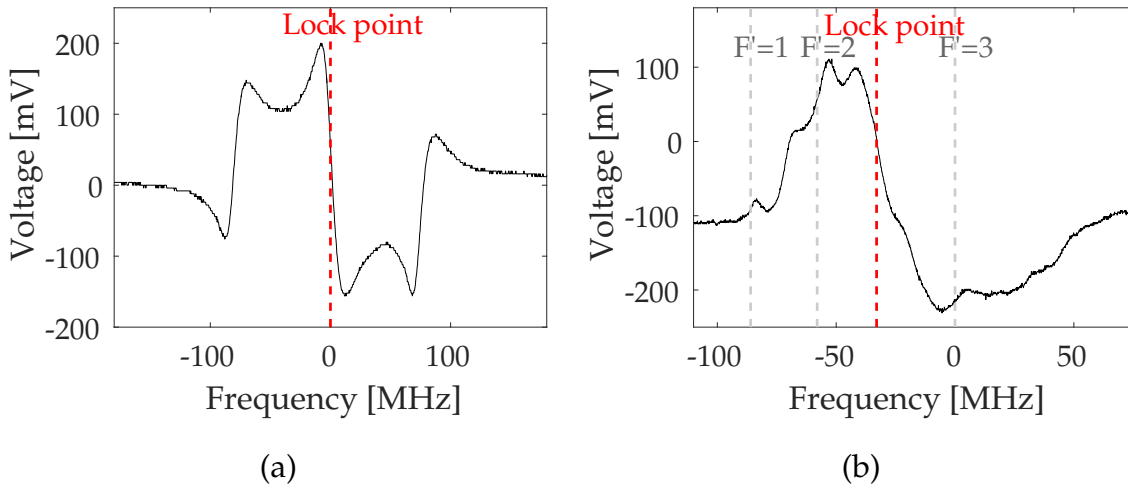 Lock point
200
100
0
-100
-200
Voltage [mV]
-100
0
100
Frequency [MHz]
(a)
Lock point
F'=1
F'=2
F'=3
100
0
-100
-200
Voltage [mV]
-100
-50
0
50
Frequency [MHz]
(b)